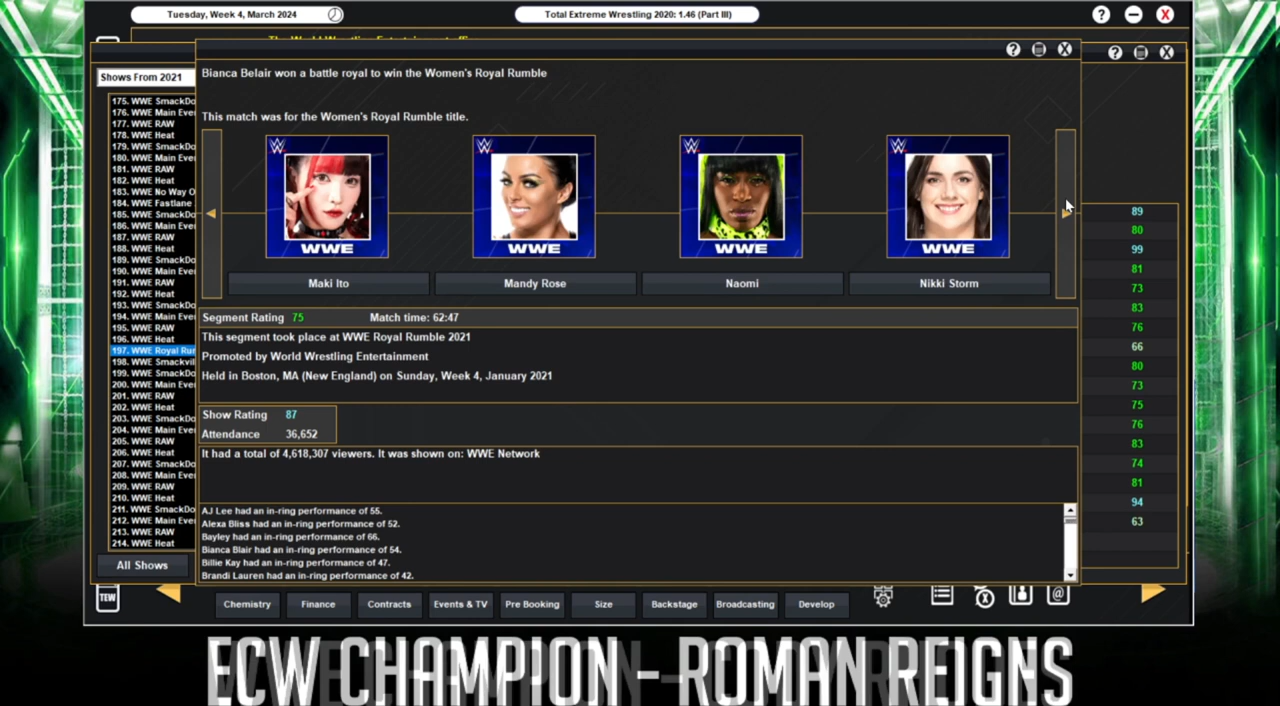 Tuesday, Week 4, March 2024
Total Extreme Wrestling 2020: 1.46 (Part III)
Shows From 2021
175. WWE SmackDo
176. WWE Main Eve
177. WWE RAW
178. WWE Heat
179. WWE SmackDo
180. WWE Main Eve
181. WWE RAW
182. WWE Heat
183. WWE No Way O
184. WWE Fastlane
185. WWE SmackDo
186. WWE Main Eve
187. WWE RAW
188. WWE Heat
189. WWE SmackDo
190. WWE Main Eve
191. WWE RAW
192. WWE Heat
193. WWE SmackDo
194. WWE Main Eve
195. WWE RAW
196. WWE Heat
197. WWE Royal Rur
198. WWE Smackvil
199. WWE SmackDo
200. WWE Main Eve
201. WWE RAW
202. WWE Heat
203. WWE SmackDo
204. WWE Main Eve
205. WWE RAW
206. WWE Heat
207. WWE SmackDo
208. WWE Main Eve
209. WWE RAW
210. WWE Heat
211. WWE SmackDo
212. WWE Main Eve
213. WWE RAW
214. WWE Heat
All Shows
Bianca Belair won a battle royal to win the Women's Royal Rumble
This match was for the Women's Royal Rumble title.
WWE
WWE
WWE
WWE
Maki Ito
Mandy Rose
Naomi
Nikki Storm
Segment Rating 75 Match time: 62:47
This segment took place at WWE Royal Rumble 2021
Promoted by World Wrestling Entertainment
Held in Boston, MA (New England) on Sunday, Week 4, January 2021
Show Rating 87
Attendance 36,652
It had a total of 4,618,307 viewers. It was shown on: WWE Network
AJ Lee had an in-ring performance of 55.
Alexa Bliss had an in-ring performance of 52.
Bayley had an in-ring performance of 66.
Bianca Blair had an in-ring performance of 54.
Billie Kay had an in-ring performance of 47.
Brandi Lauren had an in-ring performance of 42.
89
80
99
81
73
83
76
66
80
73
75
76
83
74
81
94
63
TEW
Chemistry
Finance
Contracts
Events & TV
Pre Booking
Size
Backstage
Broadcasting
Develop
ECW CHAMPION - ROMAN REIGNS